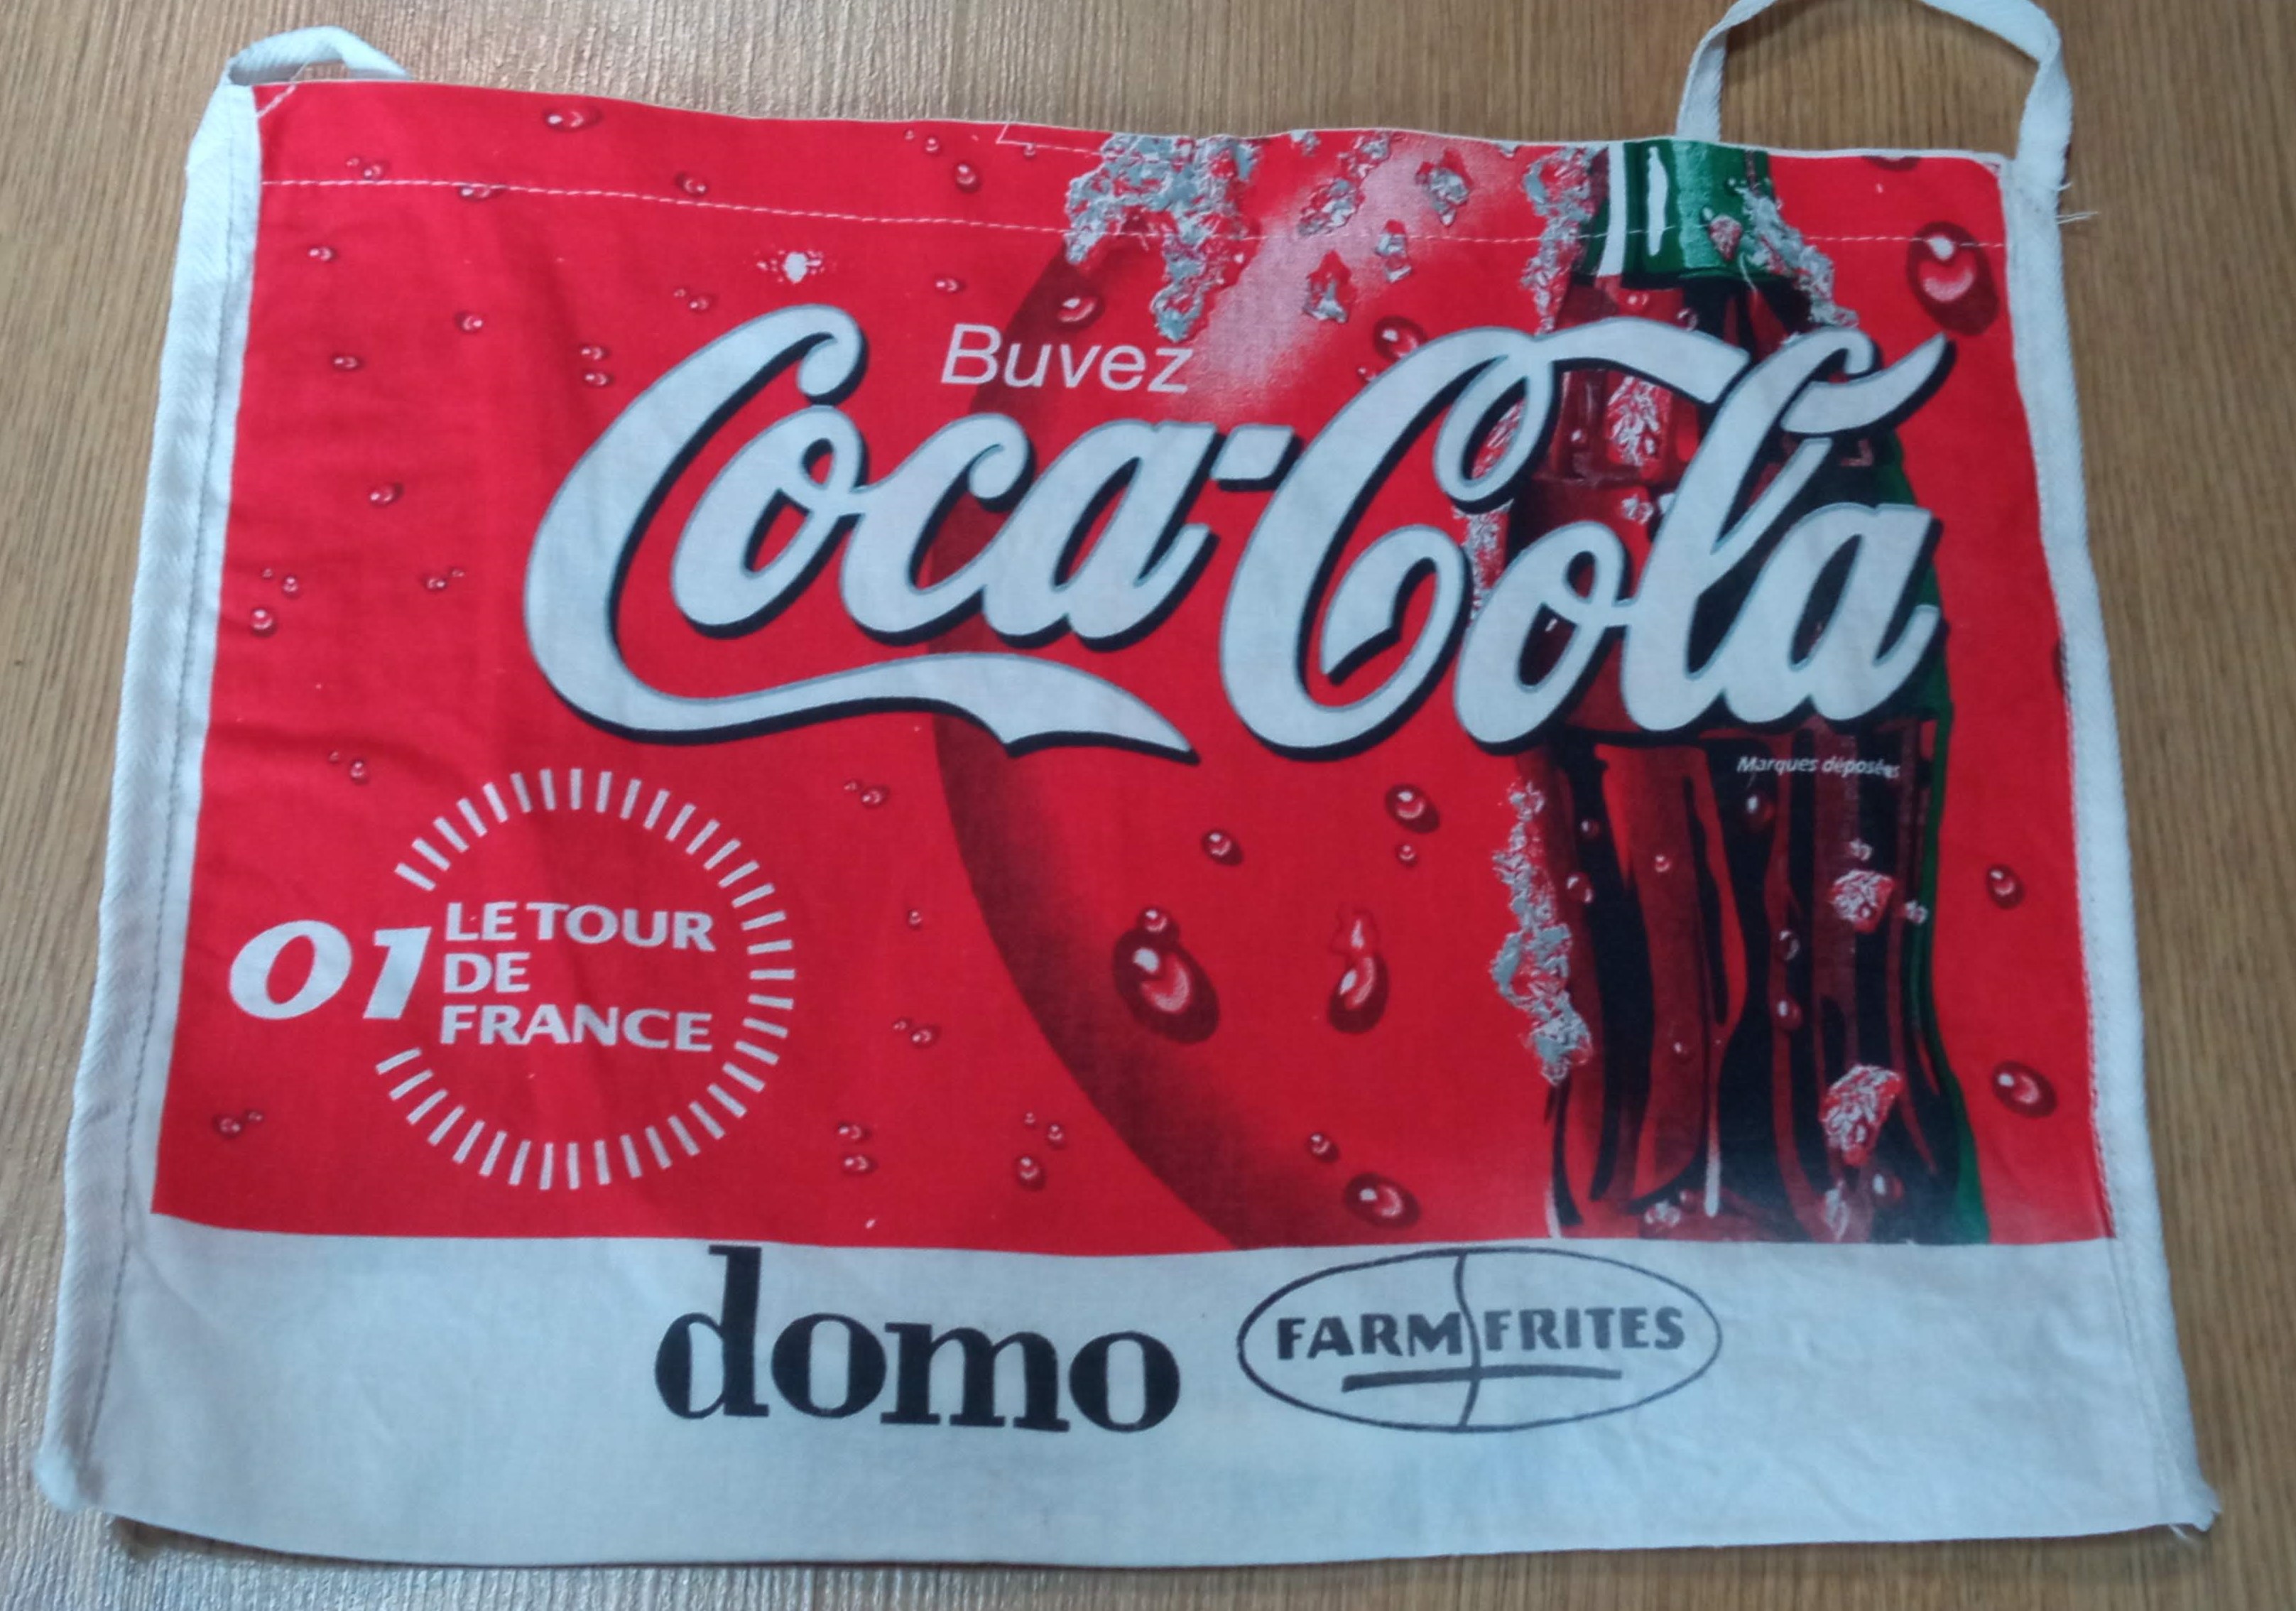 Buvez
Coca-Cola
Marques déposées
01 LE TOUR
DE
FRANCE
domo
FARM FRITES